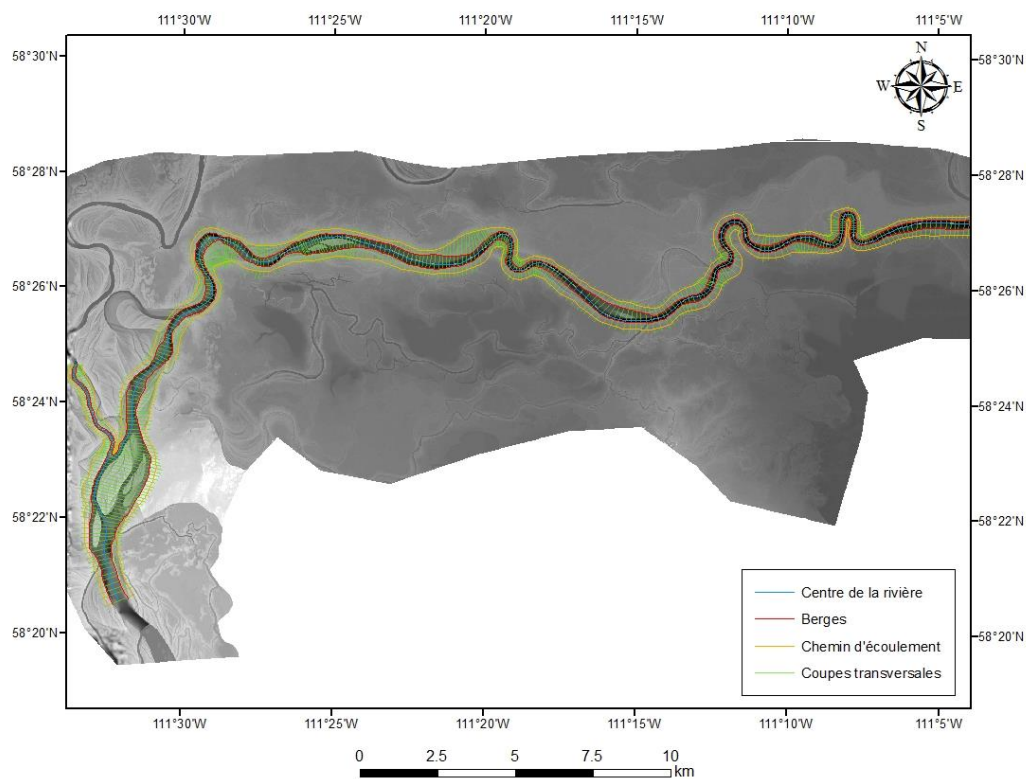 111°30'W 111°25'W 111°20'W 111°15'W 111°10'W 111°5'W
58°30'N 58°30'N
N
W E
S
58°28'N 58°28'N
58°26'N 58°26'N
58°24'N 58°24'N
58°22'N 58°22'N
Centre de la rivière
Berges
58°20'N 58°20'N
Chemin d'écoulement
Coupes transversales
111°30'W 111°25'W 111°20'W 111°15'W 111°10'W 111°5'W
0 2.5 5 7.5 10
km